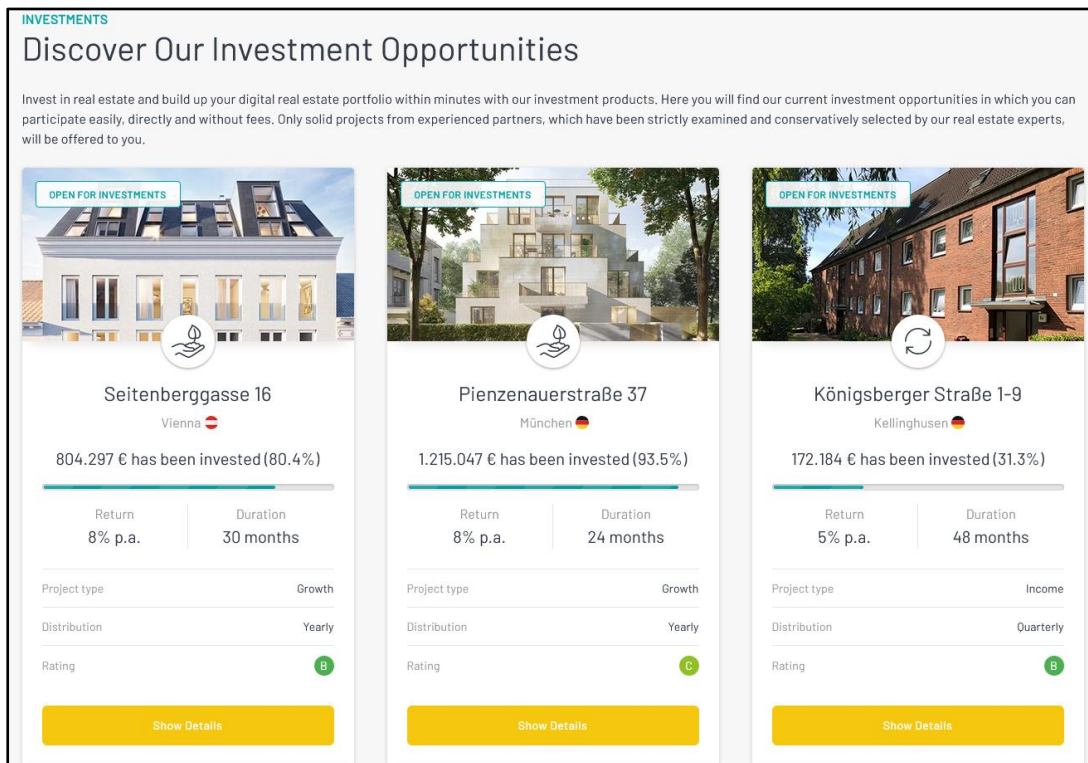 INVESTMENTS
Discover Our Investment Opportunities
Invest in real estate and build up your digital real estate portfolio within minutes with our investment products. Here you will find our current investment opportunities in which you can
participate easily, directly and without fees. Only solid projects from experienced partners, which have been strictly examined and conservatively selected by our real estate experts,
will be offered to you.
OPEN FOR INVESTMENTS
Seitenberggasse 16
Vienna
804.297 € has been invested (80.4%)
Return
Duration
8% p.a.
30 months
Project type
Growth
Distribution
Yearly
Rating
B
Show Details
OPEN FOR INVESTMENTS
Pienzenauerstraße 37
München
1.215.047 € has been invested (93.5%)
Return
Duration
8% p.a.
24 months
Project type
Growth
Distribution
Yearly
Rating
C
Show Details
OPEN FOR INVESTMENTS
Königsberger Straße 1-9
Kellinghusen
172.184 € has been invested (31.3%)
Return
Duration
5% p.a.
48 months
Project type
Income
Distribution
Quarterly
Rating
B
Show Details